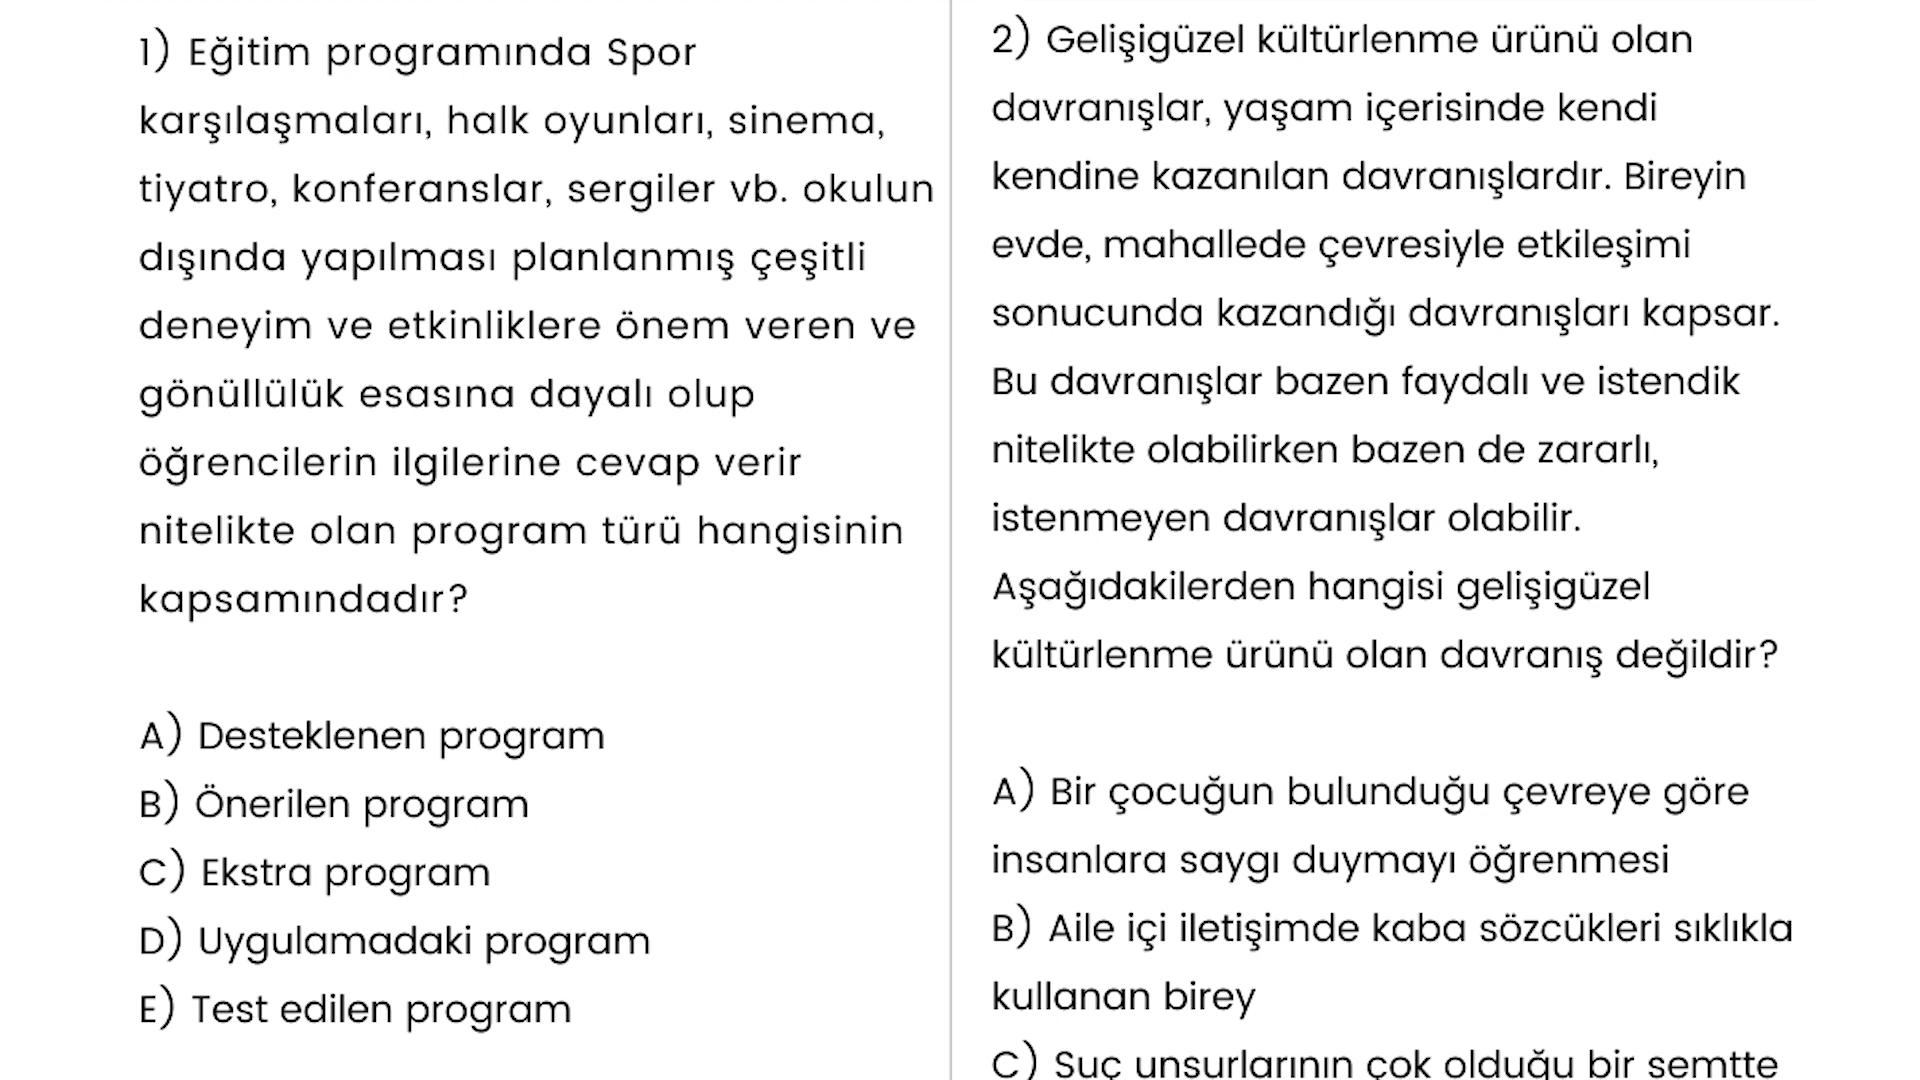 1) Eğitim programında Spor
karşılaşmaları, halk oyunları, sinema,
tiyatro, konferanslar, sergiler vb. okulun
dışında yapılması planlanmış çeşitli
deneyim ve etkinliklere önem veren ve
gönüllülük esasına dayalı olup
öğrencilerin ilgilerine cevap verir
nitelikte olan program türü hangisinin
kapsamındadır?
A) Desteklenen program
B) Önerilen program
C) Ekstra program
D) Uygulamadaki program
E) Test edilen program
2) Gelişigüzel kültürlenme ürünü olan
davranışlar, yaşam içerisinde kendi
kendine kazanılan davranışlardır. Bireyin
evde, mahallede çevresiyle etkileşimi
sonucunda kazandığı davranışları kapsar.
Bu davranışlar bazen faydalı ve istendik
nitelikte olabilirken bazen de zararlı,
istenmeyen davranışlar olabilir.
Aşağıdakilerden hangisi gelişigüzel
kültürlenme ürünü olan davranış değildir?
A) Bir çocuğun bulunduğu çevreye göre
insanlara saygı duymayı öğrenmesi
B) Aile içi iletişimde kaba sözcükleri sıklıkla
kullanan birey
C) Suç unsurlarının çok olduğu bir semtte